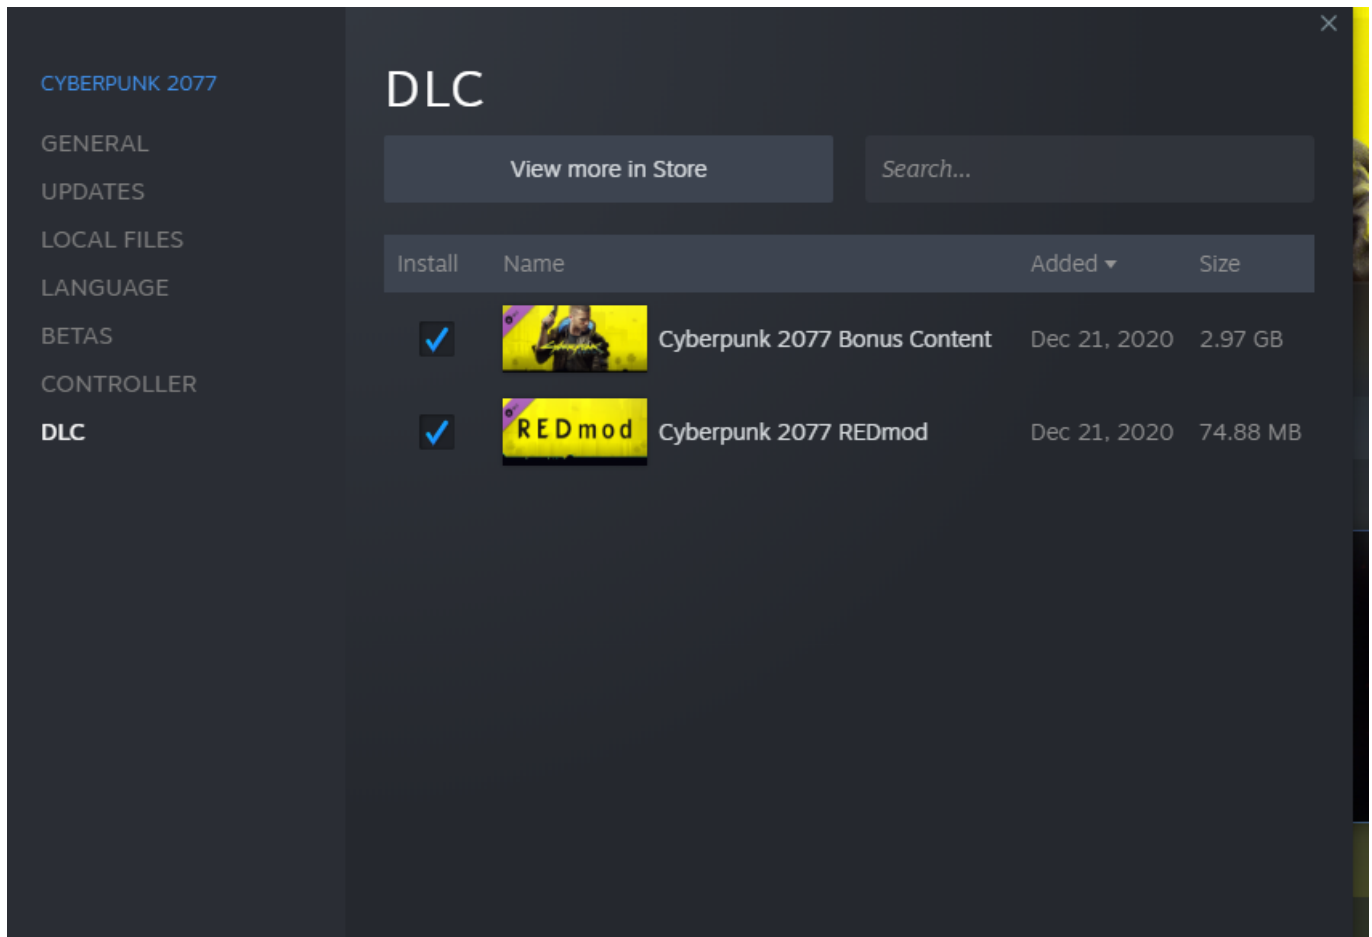 CYBERPUNK 2077
GENERAL
UPDATES
LOCAL FILES
LANGUAGE
BETAS
CONTROLLER
DLC
DLC
View more in Store
Search...
Install Name Added Size
Cyberpunk 2077 Bonus Content Dec 21, 2020 2.97 GB
REDmod Cyberpunk 2077 REDmod Dec 21, 2020 74.88 MB